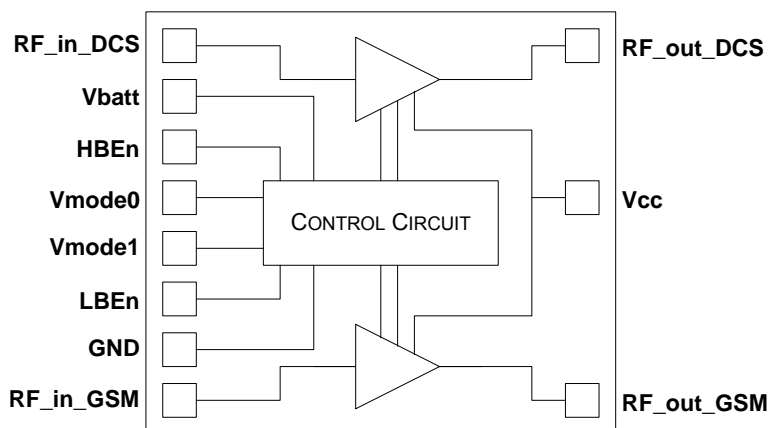 RF_in_DCS
Vbatt
HBEn
Vmode0
Vmode1
LBEn
GND
RF_in_GSM
CONTROL CIRCUIT
RF_out_DCS
Vcc
RF_out_GSM